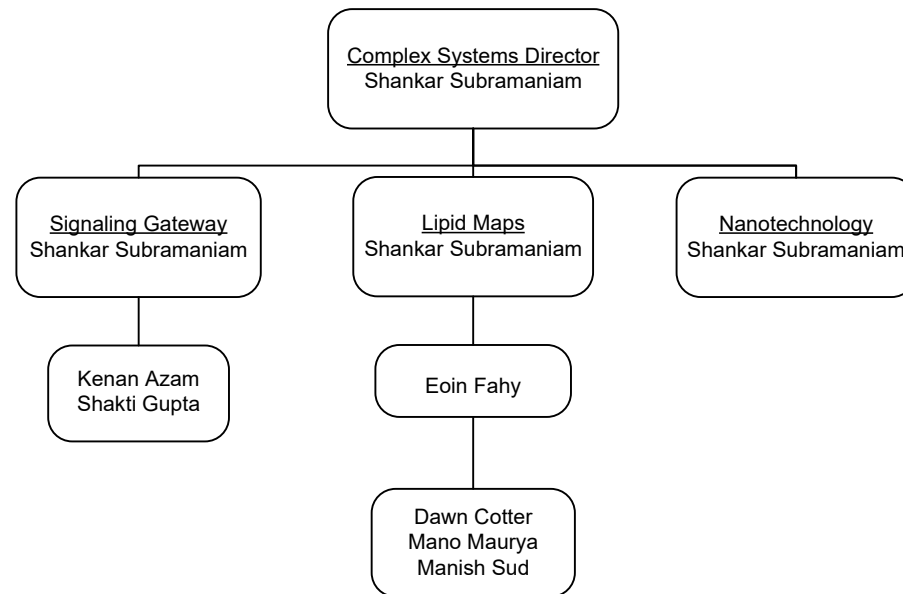 Complex Systems Director
Shankar Subramaniam
Signaling Gateway
Shankar Subramaniam
Lipid Maps
Shankar Subramaniam
Nanotechnology
Shankar Subramaniam
Kenan Azam
Shakti Gupta
Eoin Fahy
Dawn Cotter
Mano Maurya
Manish Sud